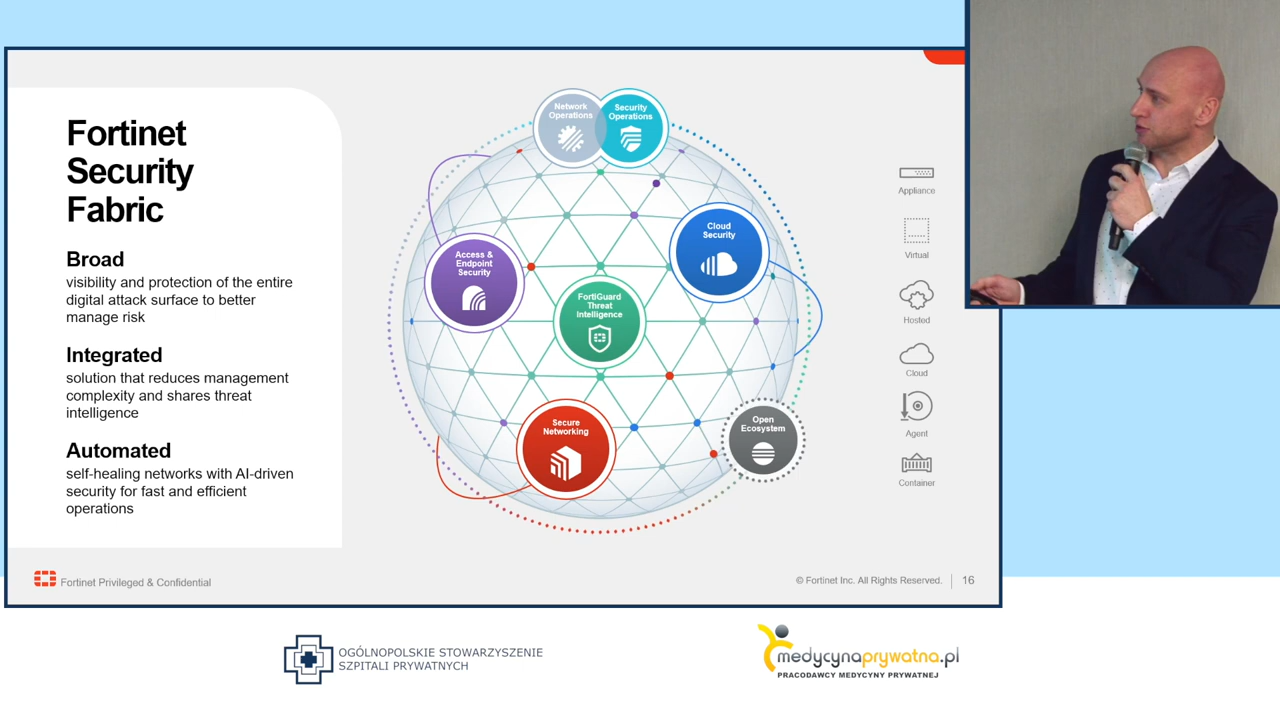 Fortinet
Security
Fabric
Broad
visibility and protection of the entire
digital attack surface to better
manage risk
Integrated
solution that reduces management
complexity and shares threat
intelligence
Automated
self-healing networks with AI-driven
security for fast and efficient
operations
Network
Operations
Security
Operations
Cloud
Security
Access &
Endpoint
Security
FortiGuard
Threat
Intelligence
Secure
Networking
Open
Ecosystem
Appliance
Virtual
Hosted
Cloud
Agent
Container
Fortinet Privileged & Confidential
© Fortinet Inc. All Rights Reserved.
16
OGÓLNOPOLSKIE STOWARZYSZENIE
SZPITALI PRYWATNYCH
medycynaprywatna.pl
PRACODAWCY MEDYCYNY PRYWATNEJ